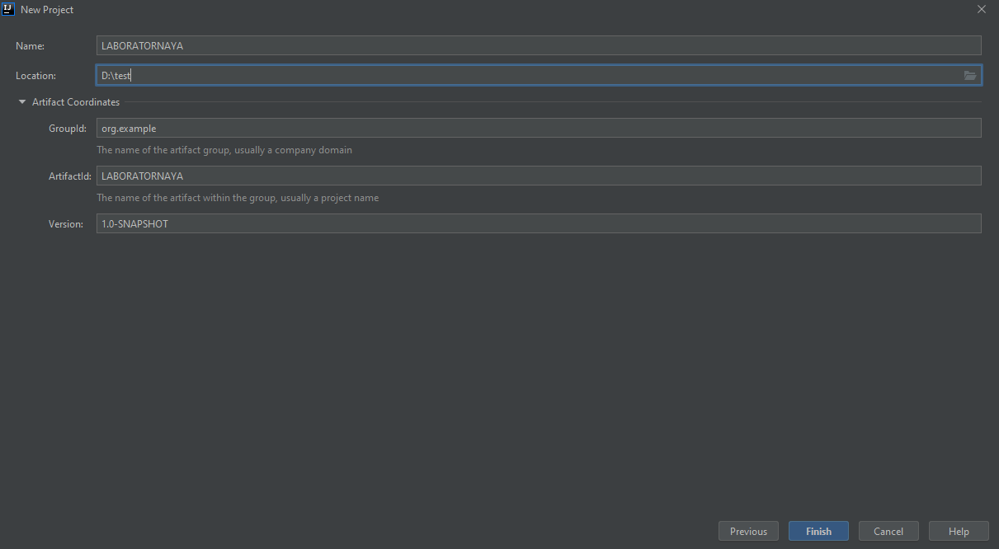 IJ New Project
Name: LABORATORNAYA
Location: D:\test
Artifact Coordinates
GroupId: org.example
The name of the artifact group, usually a company domain
ArtifactId: LABORATORNAYA
The name of the artifact within the group, usually a project name
Version: 1.0-SNAPSHOT
Previous Finish Cancel Help